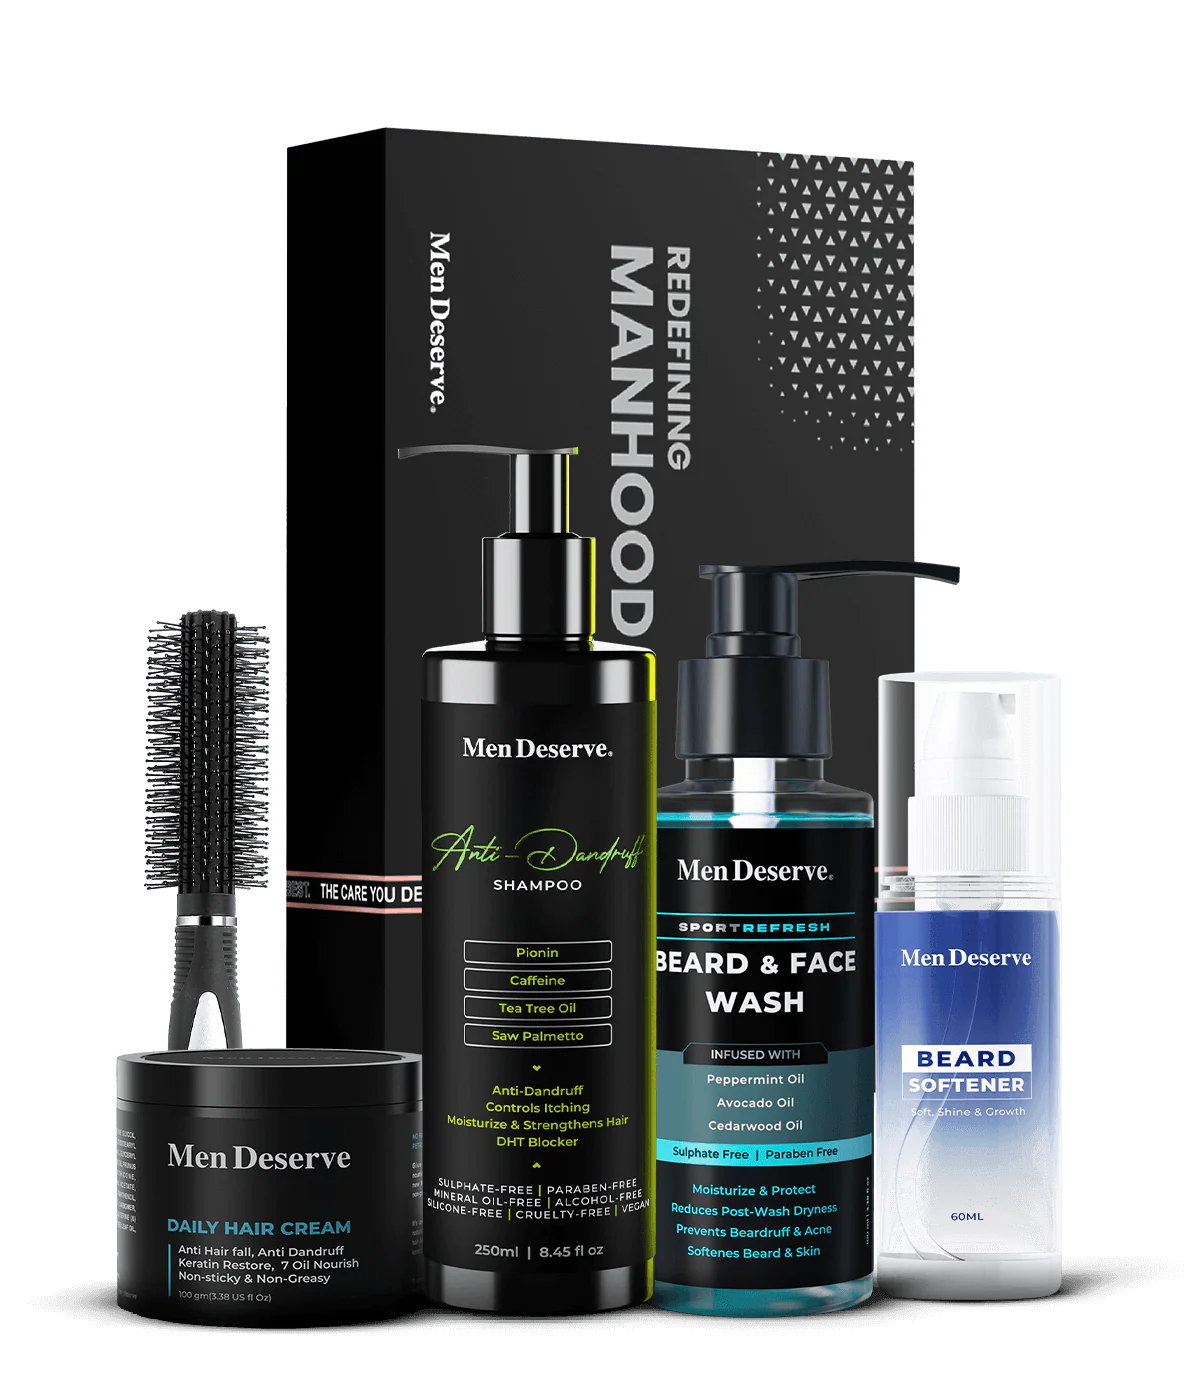 Men Deserve.
REDEFINING
MANHOOD
BEST.
THE CARE YOU DE
Men Deserve.
Anti-Dandruff
SHAMPOO
Pionin
Caffeine
Tea Tree Oil
Saw Palmetto
Anti-Dandruff
Controls Itching
Moisturize & Strengthens Hair
DHT Blocker
SULPHATE-FREE | PARABEN-FREE
MINERAL OIL-FREE | ALCOHOL-FREE
SILICONE-FREE | CRUELTY-FREE | VEGAN
250ml | 8.45 fl oz
Men Deserve.
SPORTREFRESH
BEARD & FACE
WASH
INFUSED WITH
Peppermint Oil
Avocado Oil
Cedarwood Oil
Sulphate Free | Paraben Free
Moisturize & Protect
Reduces Post-Wash Dryness
Prevents Beardruff & Acne
Softenes Beard & Skin
Men Deserve
BEARD
SOFTENER
Soft, Shine & Growth
60ML
Men Deserve
Men Deserve
DAILY HAIR CREAM
Anti Hair fall, Anti Dandruff
Keratin Restore, 7 Oil Nourish
Non-sticky & Non-Greasy
100 gm(3.38 US fl Oz)